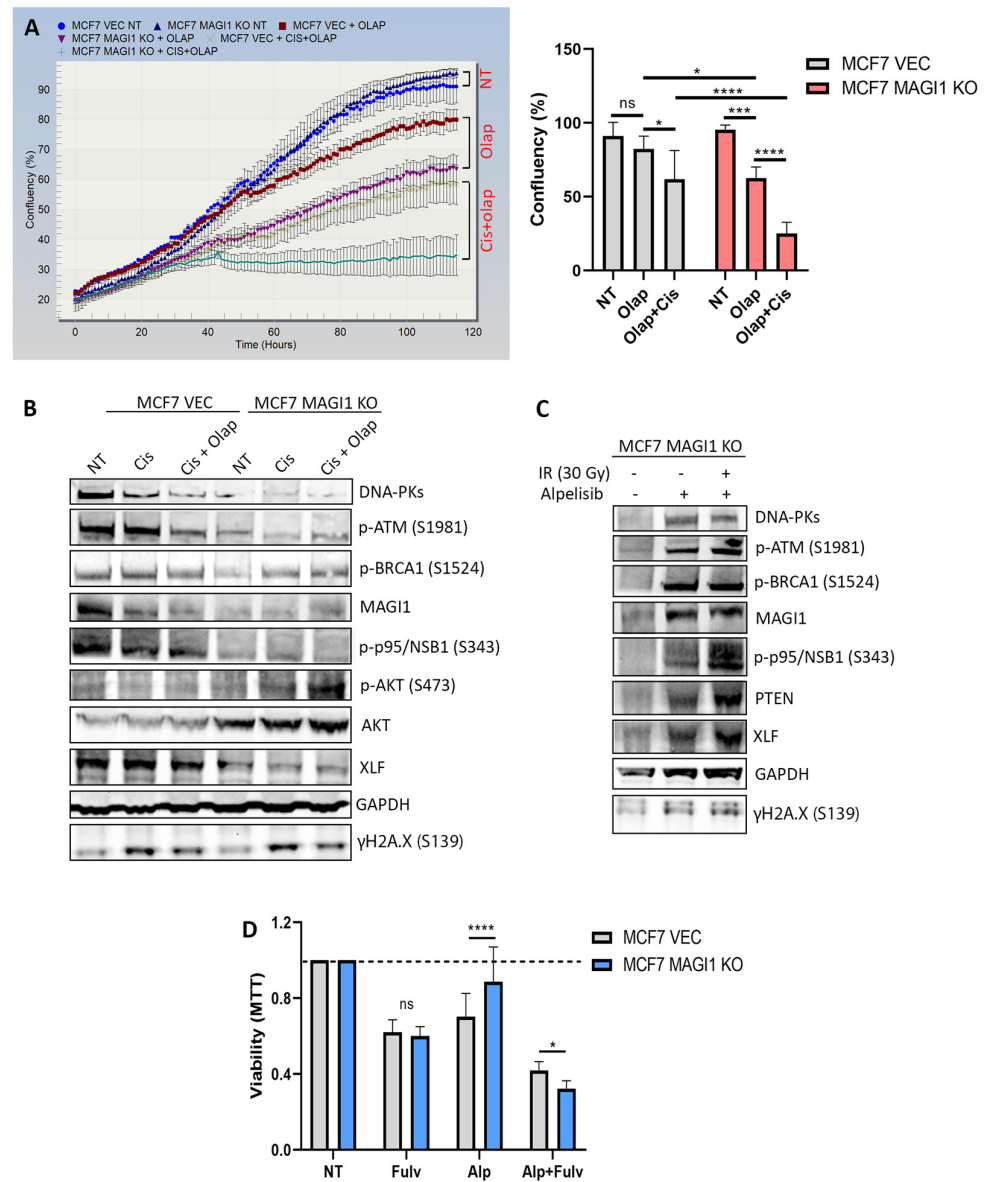 A
MCF7 VEC NT MCF7 MAGI1 KO NT MCF7 VEC + OLAP
MCF7 MAGI1 KO + OLAP MCF7 VEC + CIS+OLAP
MCF7 MAGI1 KO + CIS+OLAP
Confluency (%)
90
80
70
60
50
40
30
20
0 20 40 60 80 100 120
Time (Hours)
NT
Olap
Cis+olap
Confluency (%)
150
100
50
0
ns
*
*
****
***
****
MCF7 VEC
MCF7 MAGI1 KO
NT Olap Olap+Cis NT Olap Olap+Cis
B
MCF7 VEC MCF7 MAGI1 KO
NT Cis Cis + Olap NT Cis Cis + Olap
DNA-PKs
p-ATM (S1981)
p-BRCA1 (S1524)
MAGI1
p-p95/NSB1 (S343)
p-AKT (S473)
AKT
XLF
GAPDH
γH2A.X (S139)
C
MCF7 MAGI1 KO
IR (30 Gy) - - +
Alpelisib - + +
DNA-PKs
p-ATM (S1981)
p-BRCA1 (S1524)
MAGI1
p-p95/NSB1 (S343)
PTEN
XLF
GAPDH
γH2A.X (S139)
D
Viability (MTT)
1.2
0.8
0.4
0.0
ns
****
*
NT Fulv Alp Alp+Fulv
MCF7 VEC
MCF7 MAGI1 KO